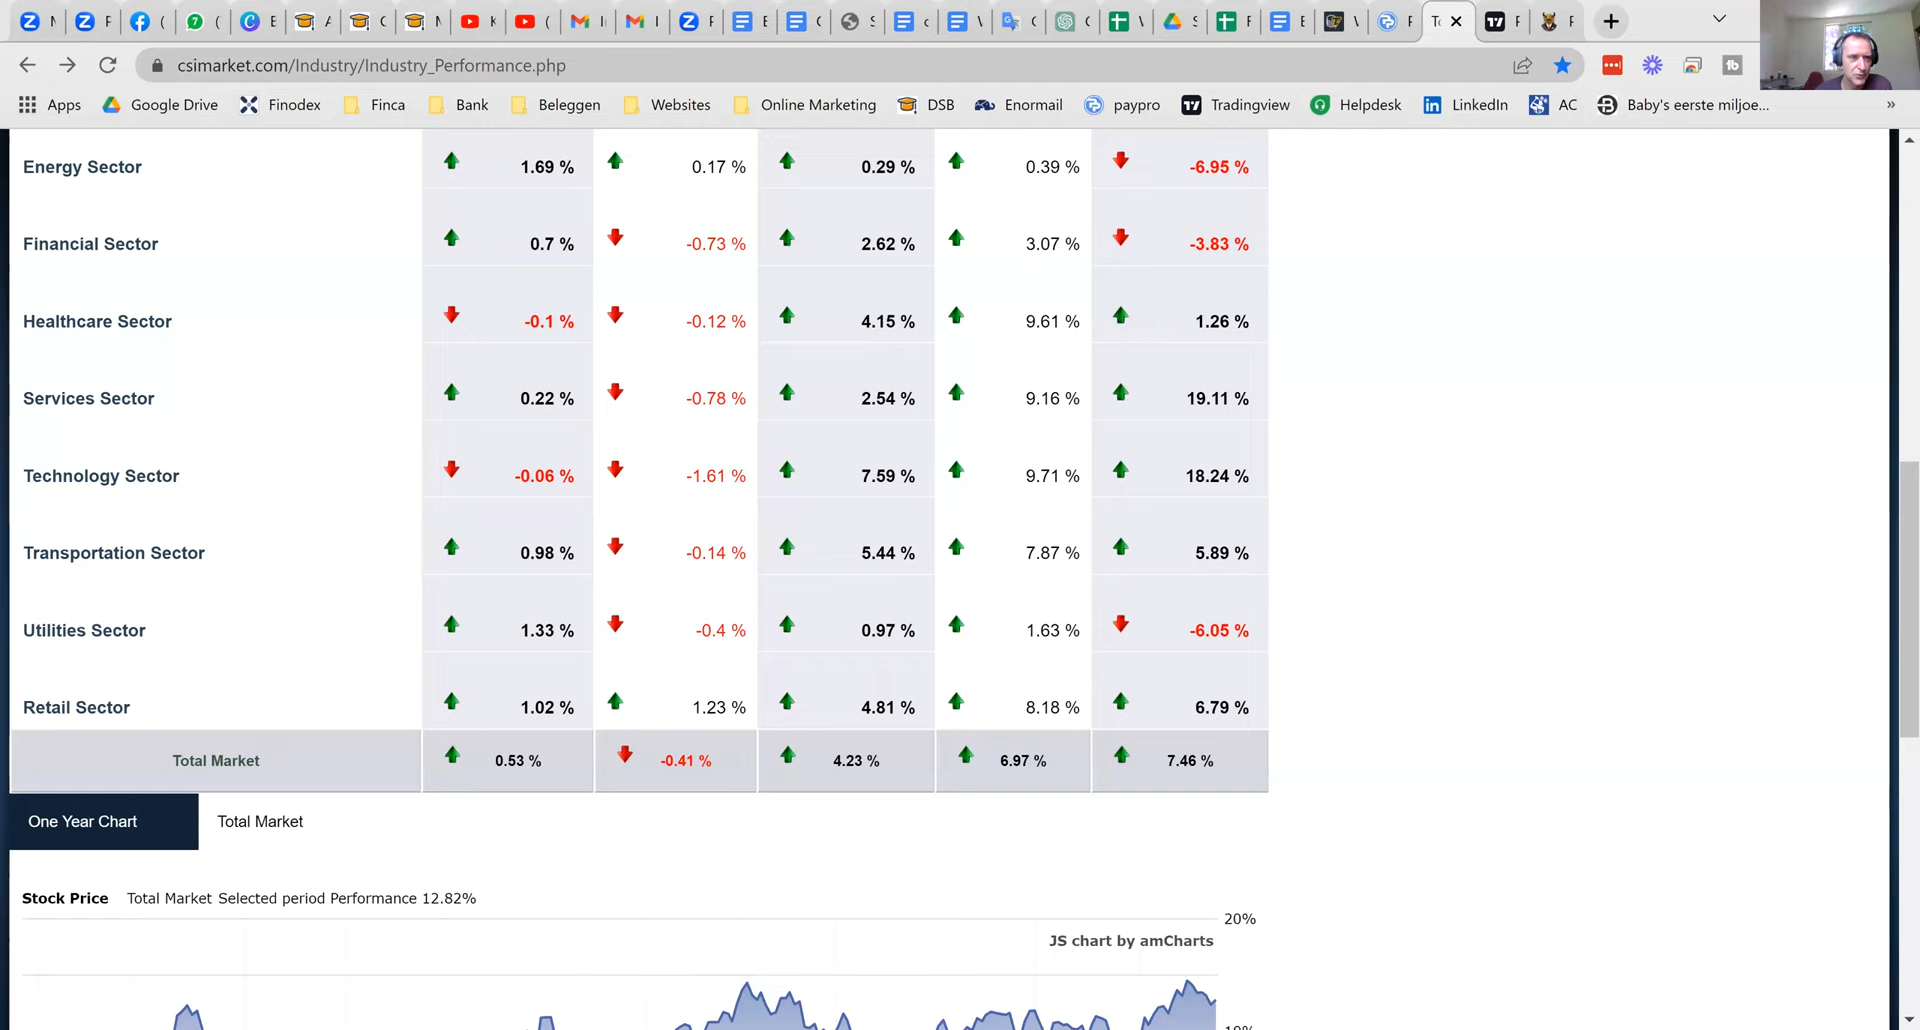 csimarket.com/Industry/Industry_Performance.php
Apps Google Drive Finodex Finca Bank Beleggen Websites Online Marketing DSB Enormail paypro Tradingview Helpdesk LinkedIn AC Baby's eerste miljoe... »
Energy Sector 1.69 % 0.17 % 0.29 % 0.39 % -6.95 %
Financial Sector 0.7 % -0.73 % 2.62 % 3.07 % -3.83 %
Healthcare Sector -0.1 % -0.12 % 4.15 % 9.61 % 1.26 %
Services Sector 0.22 % -0.78 % 2.54 % 9.16 % 19.11 %
Technology Sector -0.06 % -1.61 % 7.59 % 9.71 % 18.24 %
Transportation Sector 0.98 % -0.14 % 5.44 % 7.87 % 5.89 %
Utilities Sector 1.33 % -0.4 % 0.97 % 1.63 % -6.05 %
Retail Sector 1.02 % 1.23 % 4.81 % 8.18 % 6.79 %
Total Market 0.53 % -0.41 % 4.23 % 6.97 % 7.46 %
One Year Chart Total Market
Stock Price Total Market Selected period Performance 12.82%
20%
JS chart by amCharts